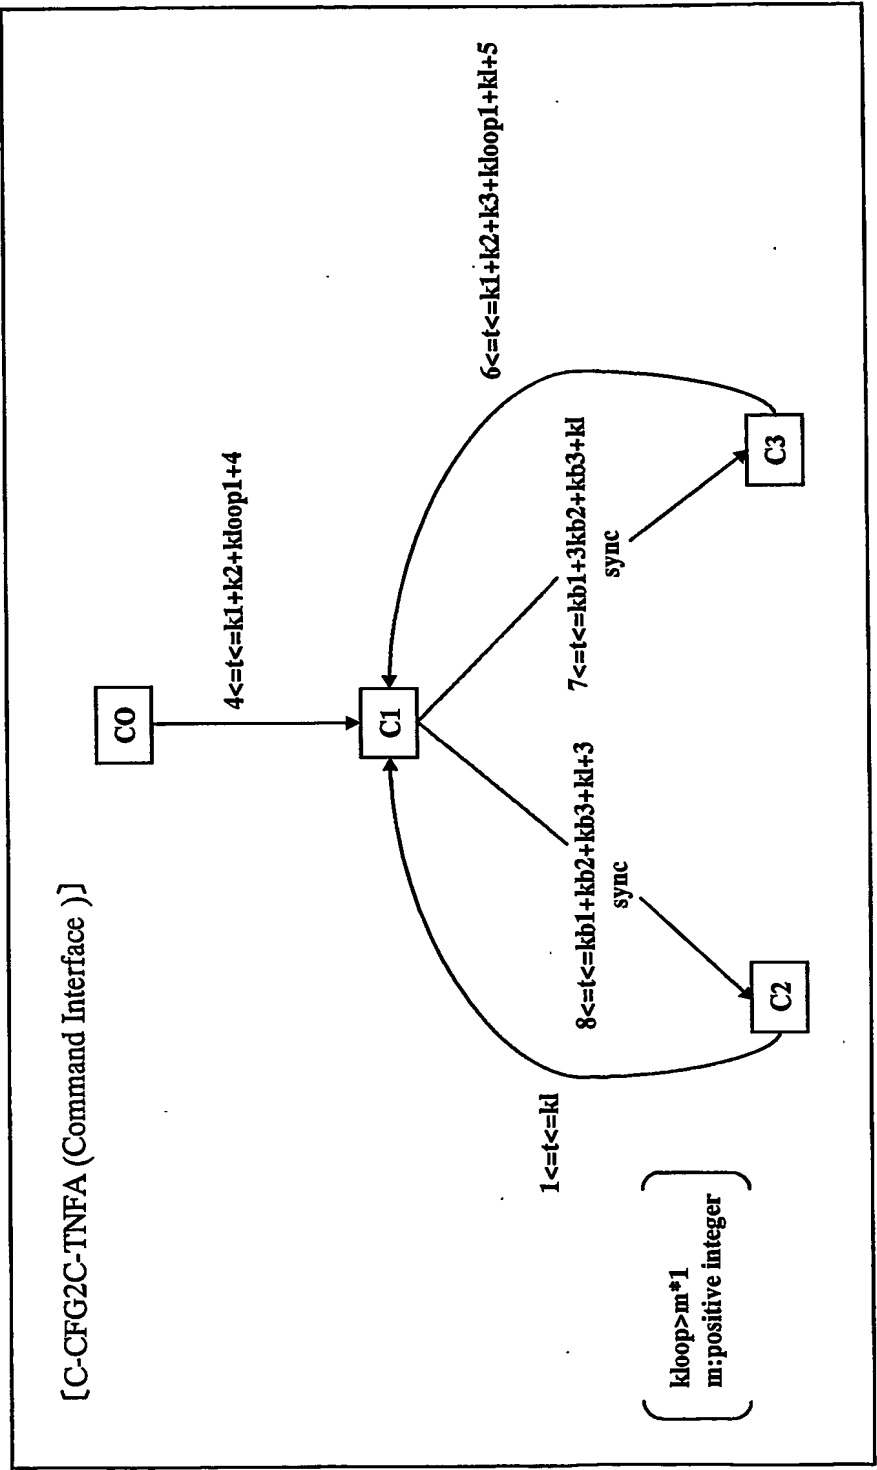 [C-CFG2C-TNFA (Command Interface )]
CO
4<=t<=k1+k2+kloop1+4
C1
6<=t<=k1+k2+k3+kloop1+kl+5
1<=t<=kl
8<=t<=kb1+kb2+kb3+kl+3
sync
7<=t<=kb1+3kb2+kb3+kl
sync
C2
C3
kloop>m*1
m:positive integer